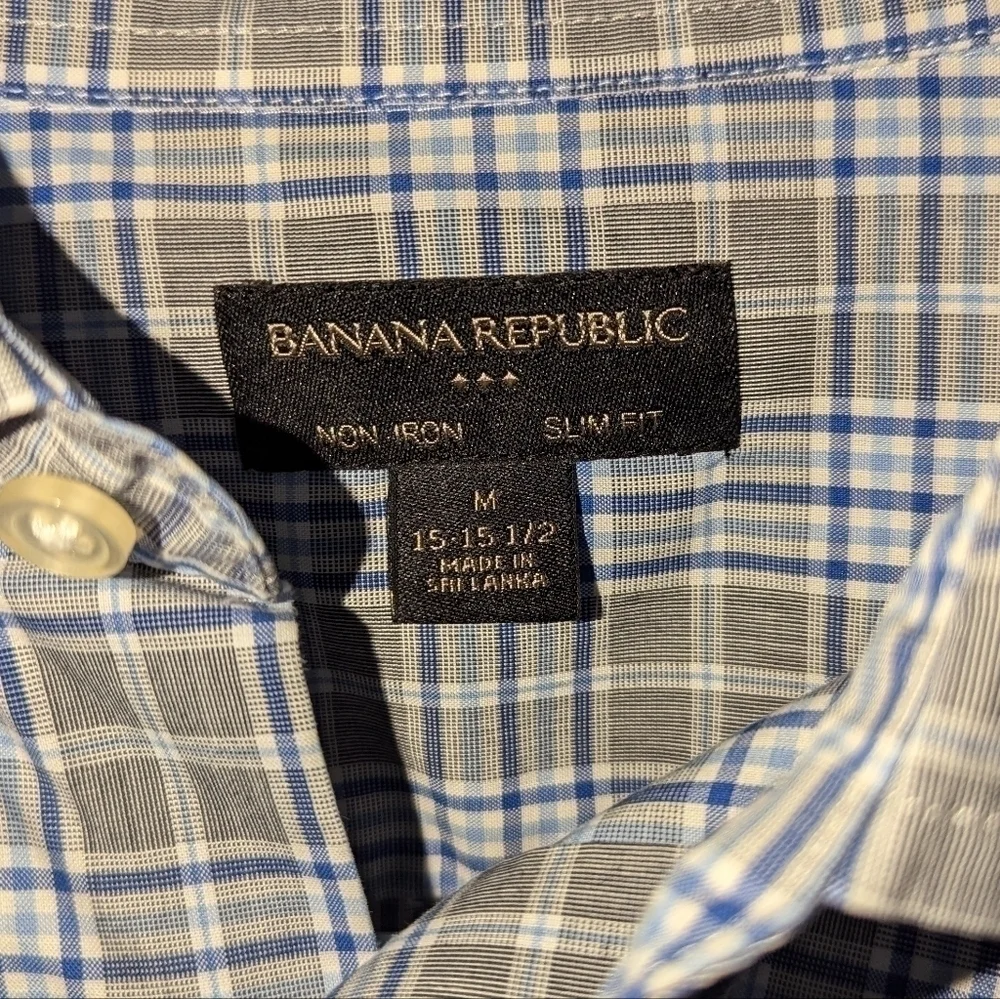 BANANA REPUBLIC
NON IRON SLIM FIT
M
15-15 1/2
MADE IN
SRI LANKA